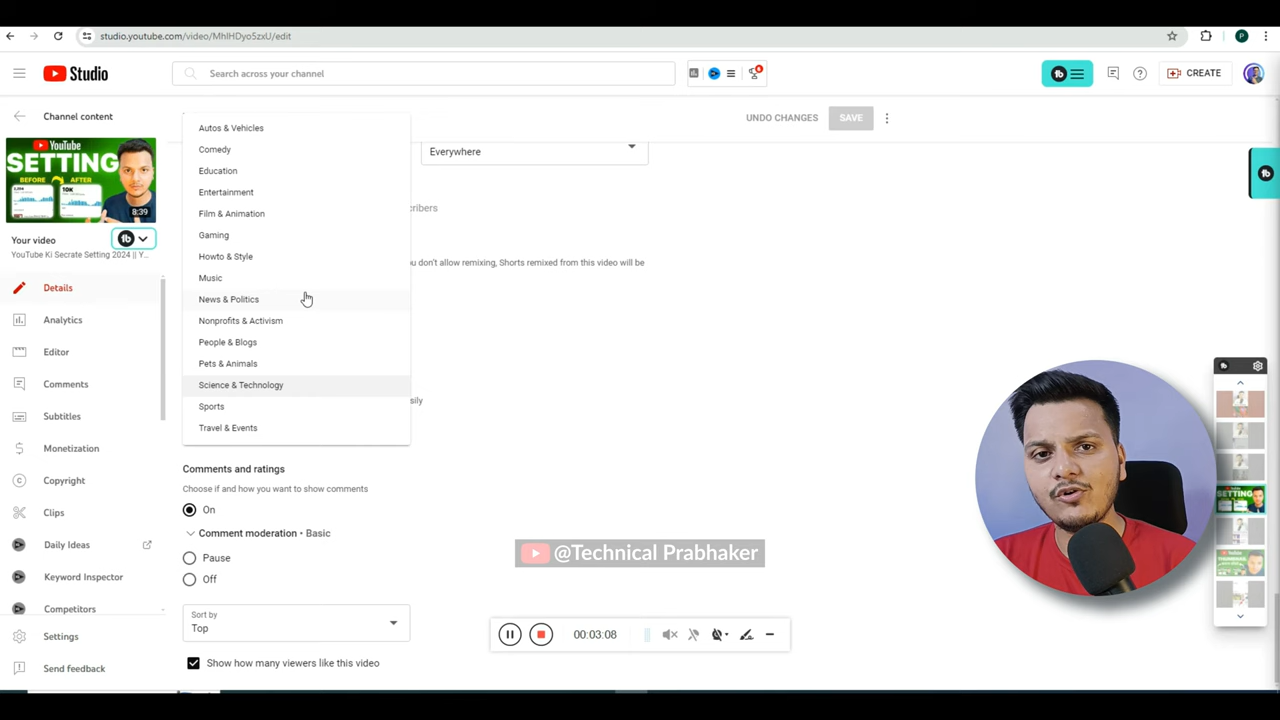 studio.youtube.com/video/MhIHDyo5zxU/edit
P
Studio
Search across your channel
CREATE
Channel content
UNDO CHANGES
SAVE
YouTube
SETTING
BEFORE
AFTER
10K
8:39
Your video
YouTube Ki Secrate Setting 2024 || Y...
Details
Analytics
Editor
Comments
Subtitles
Monetization
Copyright
Clips
Daily Ideas
Keyword Inspector
Competitors
Settings
Send feedback
Autos & Vehicles
Comedy
Education
Entertainment
Film & Animation
Gaming
Howto & Style
Music
News & Politics
Nonprofits & Activism
People & Blogs
Pets & Animals
Science & Technology
Sports
Travel & Events
Everywhere
cribers
ou don't allow remixing, Shorts remixed from this video will be
sily
Comments and ratings
Choose if and how you want to show comments
On
Comment moderation • Basic
Pause
Off
Sort by
Top
Show how many viewers like this video
@Technical Prabhaker
00:03:08
SETTING